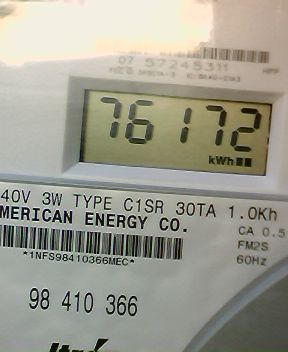 07 57245311
76172
kWh
40V 3W TYPE C1SR 30TA 1.0Kh
MERICAN ENERGY CO.
CA 0.5
FM2S
60Hz
*1NFS98410366MEC*
98 410 366